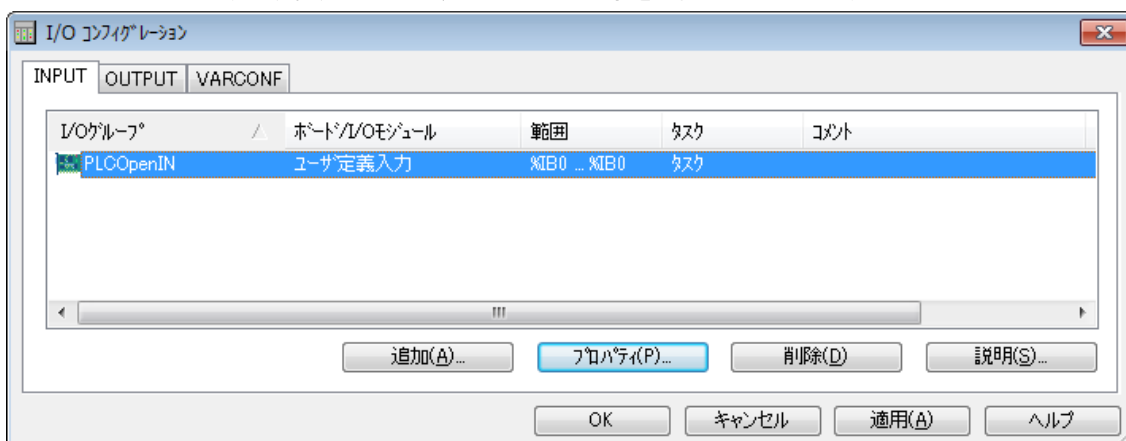 I/O ｺﾝﾌｨｸﾞﾚｰｼｮﾝ
INPUT OUTPUT VARCONF
I/Oｸﾞﾙｰﾌﾟ ﾎﾞｰﾄﾞ/I/Oﾓｼﾞｭｰﾙ 範囲 ﾀｽｸ ｺﾒﾝﾄ
PLCOpenIN ﾕｰｻﾞ定義入力 %IB0 ... %IB0 ﾀｽｸ
追加(A)... ﾌﾟﾛﾊﾟﾃｨ(P)... 削除(D) 説明(S)...
OK キャンセル 適用(A) ヘルプ